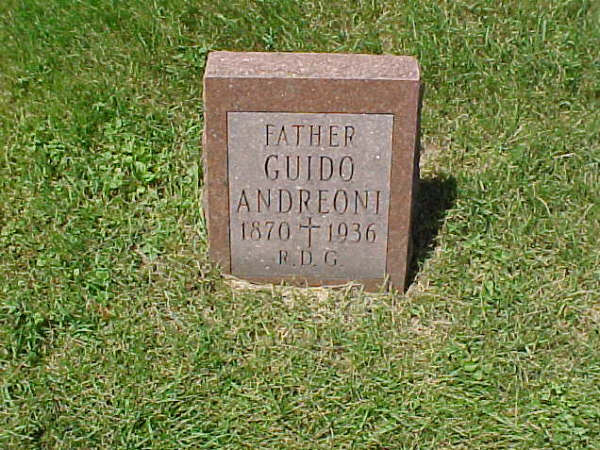 FATHER
GUIDO
ANDREONI
1870 † 1936
R.D.G.